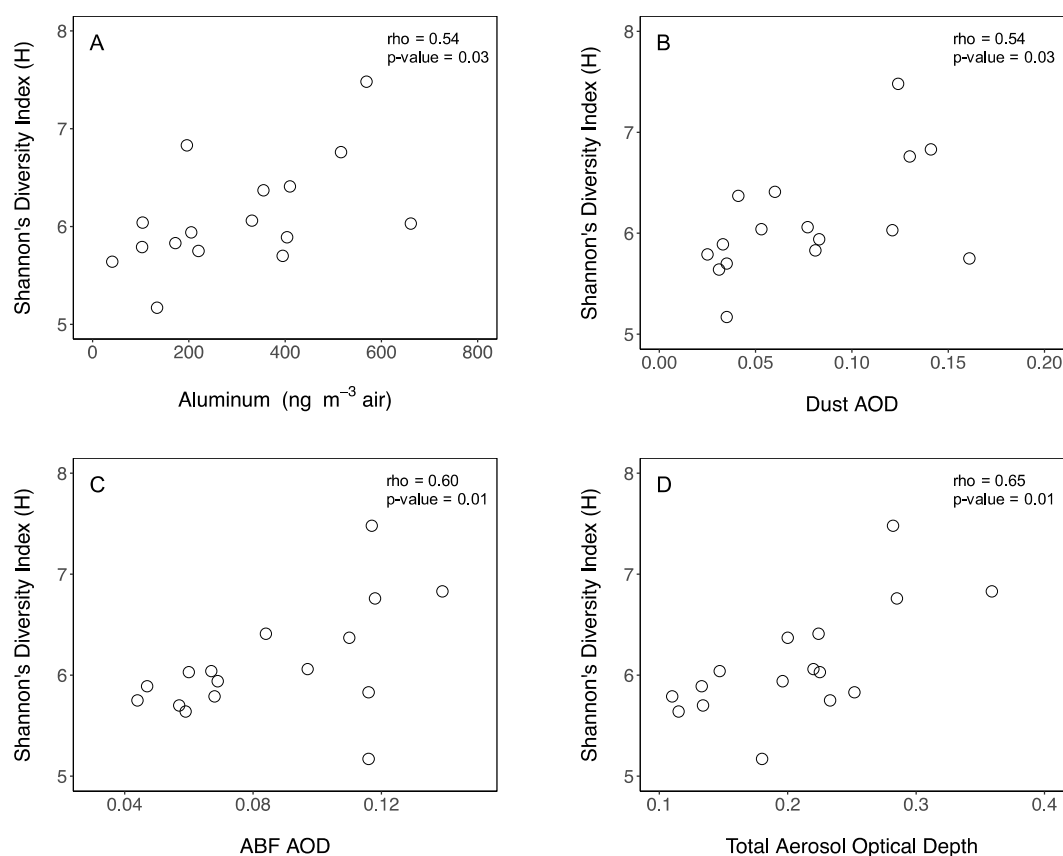 A
rho = 0.54
p-value = 0.03
Shannon's Diversity Index (H)
8
7
6
5
0 200 400 600 800
Aluminum (ng m⁻³ air)
B
rho = 0.54
p-value = 0.03
Shannon's Diversity Index (H)
8
7
6
5
0.00 0.05 0.10 0.15 0.20
Dust AOD
C
rho = 0.60
p-value = 0.01
Shannon's Diversity Index (H)
8
7
6
5
0.04 0.08 0.12
ABF AOD
D
rho = 0.65
p-value = 0.01
Shannon's Diversity Index (H)
8
7
6
5
0.1 0.2 0.3 0.4
Total Aerosol Optical Depth